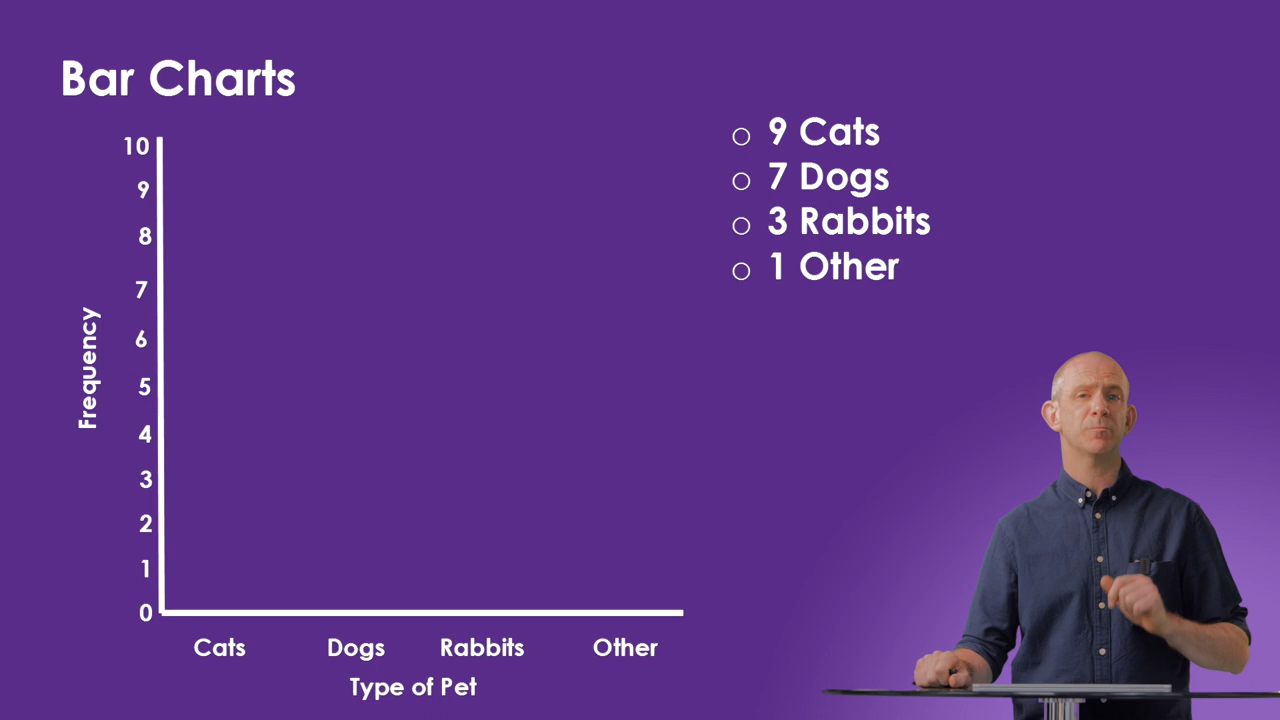 Bar Charts
10
9
8
7
6
5
4
3
2
1
0
Frequency
Cats Dogs Rabbits Other
Type of Pet
9 Cats
7 Dogs
3 Rabbits
1 Other